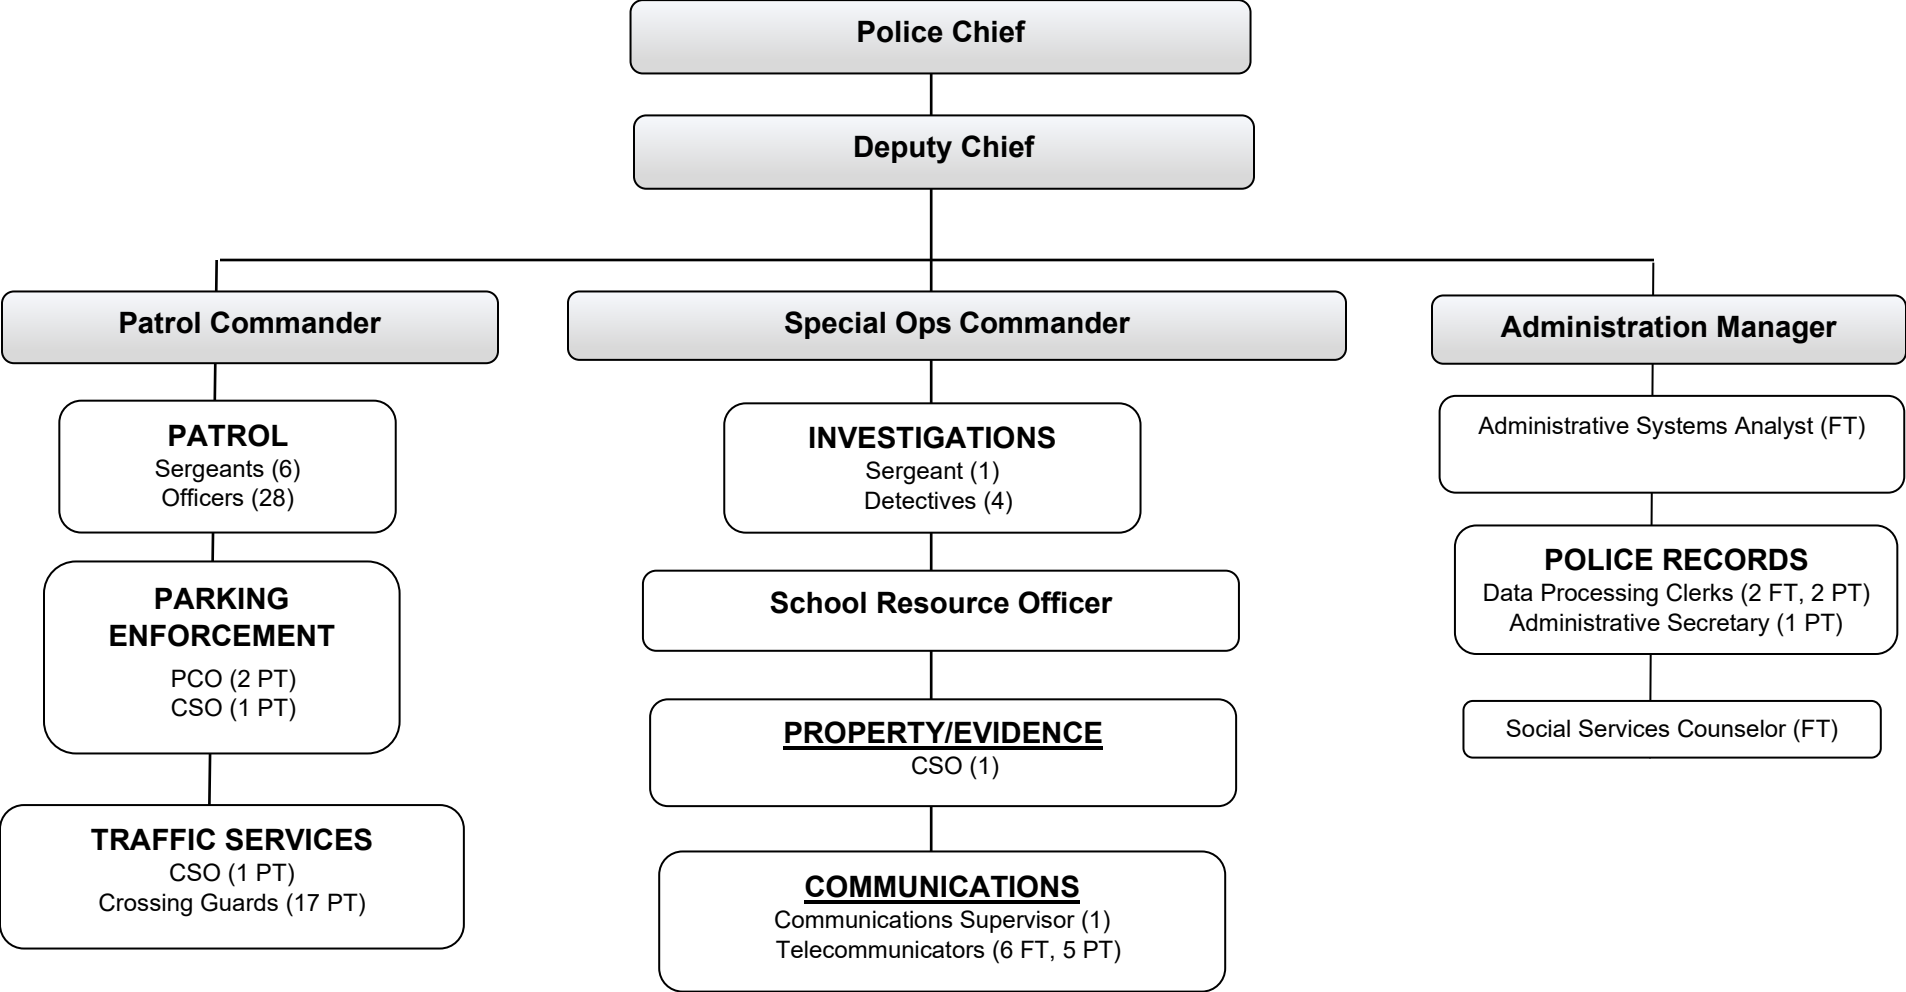 Police Chief
Deputy Chief
Patrol Commander
PATROL
Sergeants (6)
Officers (28)
PARKING
ENFORCEMENT
PCO (2 PT)
CSO (1 PT)
TRAFFIC SERVICES
CSO (1 PT)
Crossing Guards (17 PT)
Special Ops Commander
INVESTIGATIONS
Sergeant (1)
Detectives (4)
School Resource Officer
PROPERTY/EVIDENCE
CSO (1)
COMMUNICATIONS
Communications Supervisor (1)
Telecommunicators (6 FT, 5 PT)
Administration Manager
Administrative Systems Analyst (FT)
POLICE RECORDS
Data Processing Clerks (2 FT, 2 PT)
Administrative Secretary (1 PT)
Social Services Counselor (FT)